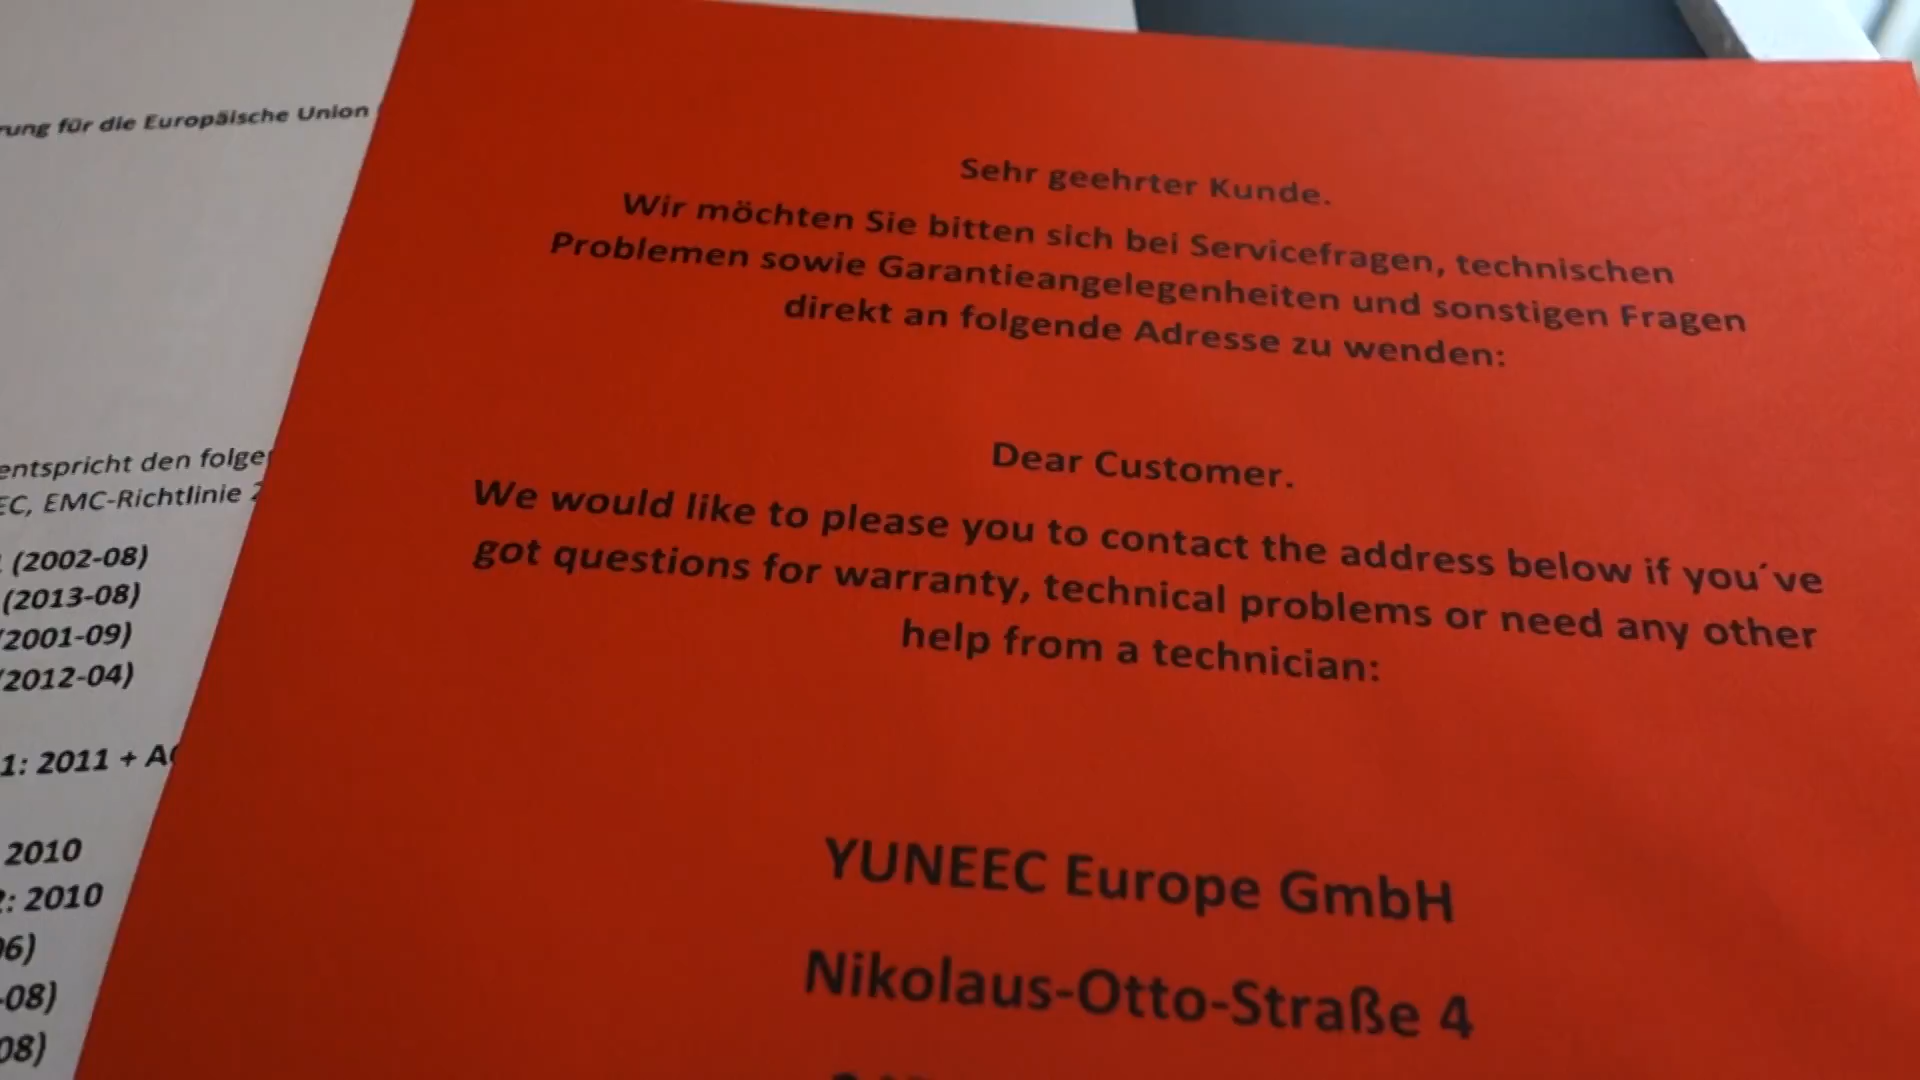 rung für die Europäische Union
entspricht den folge
EC, EMC-Richtlinie
(2002-08)
(2013-08)
(2001-09)
(2012-04)
1: 2011 + A
2010
2: 2010
06)
-08)
08)
Sehr geehrter Kunde.
Wir möchten Sie bitten sich bei Servicefragen, technischen
Problemen sowie Garantieangelegenheiten und sonstigen Fragen
direkt an folgende Adresse zu wenden:
Dear Customer.
We would like to please you to contact the address below if you´ve
got questions for warranty, technical problems or need any other
help from a technician:
YUNEEC Europe GmbH
Nikolaus-Otto-Straße 4